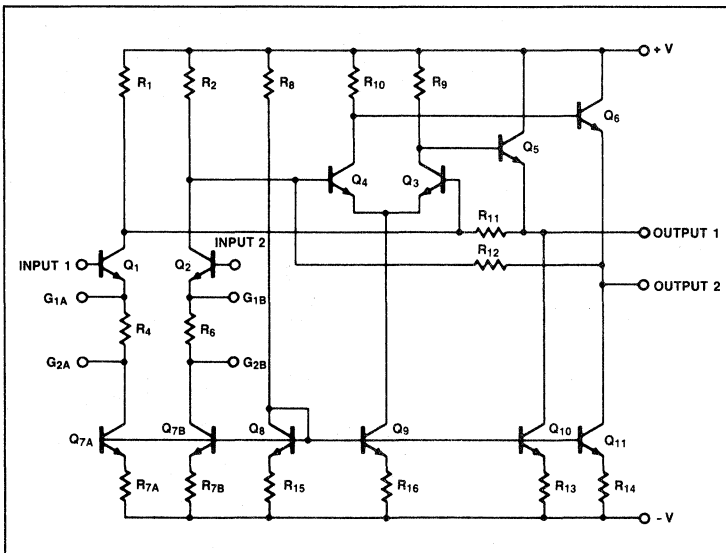 + V
R1
R2
R8
R10
R9
Q6
Q5
Q4
Q3
R11
OUTPUT 1
INPUT 2
INPUT 1
Q1
Q2
R12
G1A
G1B
OUTPUT 2
R4
R6
G2A
G2B
Q7A
Q7B
Q8
Q9
Q10
Q11
R7A
R7B
R15
R16
R13
R14
- V